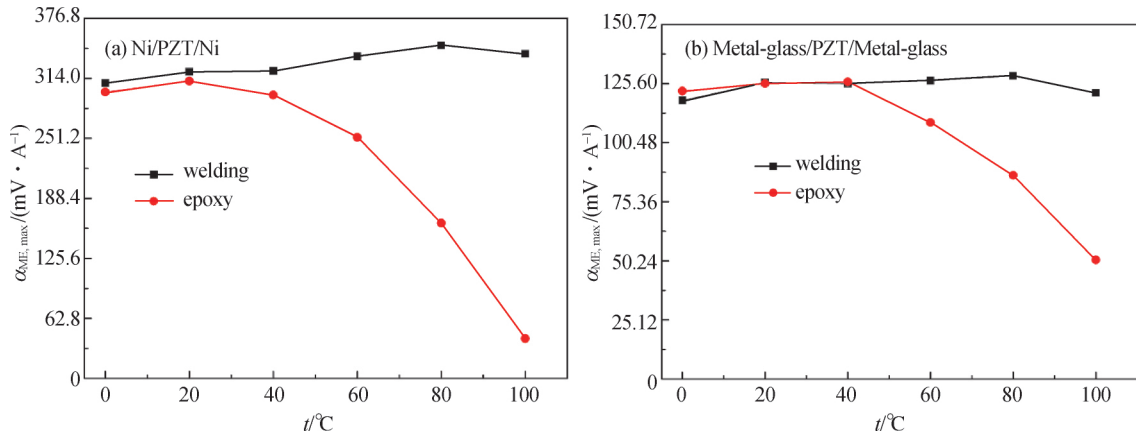 376.8
314.0
251.12
188.4
125.6
62.8
0
α_ME, max/(mV · A⁻¹)
(a) Ni/PZT/Ni
welding
epoxy
0 20 40 60 80 100
t/℃
150.72
125.60
100.48
75.36
50.24
25.12
0
α_ME, max/(mV · A⁻¹)
(b) Metal-glass/PZT/Metal-glass
welding
epoxy
0 20 40 60 80 100
t/℃